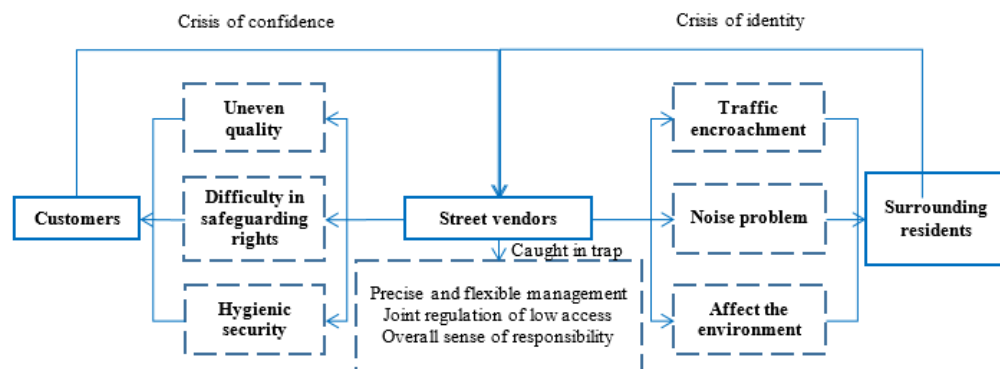 Crisis of confidence
Crisis of identity
Uneven
quality
Traffic
encroachment
Customers
Difficulty in
safeguarding
rights
Street vendors
Noise problem
Surrounding
residents
Caught in trap
Hygienic
security
Precise and flexible management
Joint regulation of low access
Overall sense of responsibility
Affect the
environment